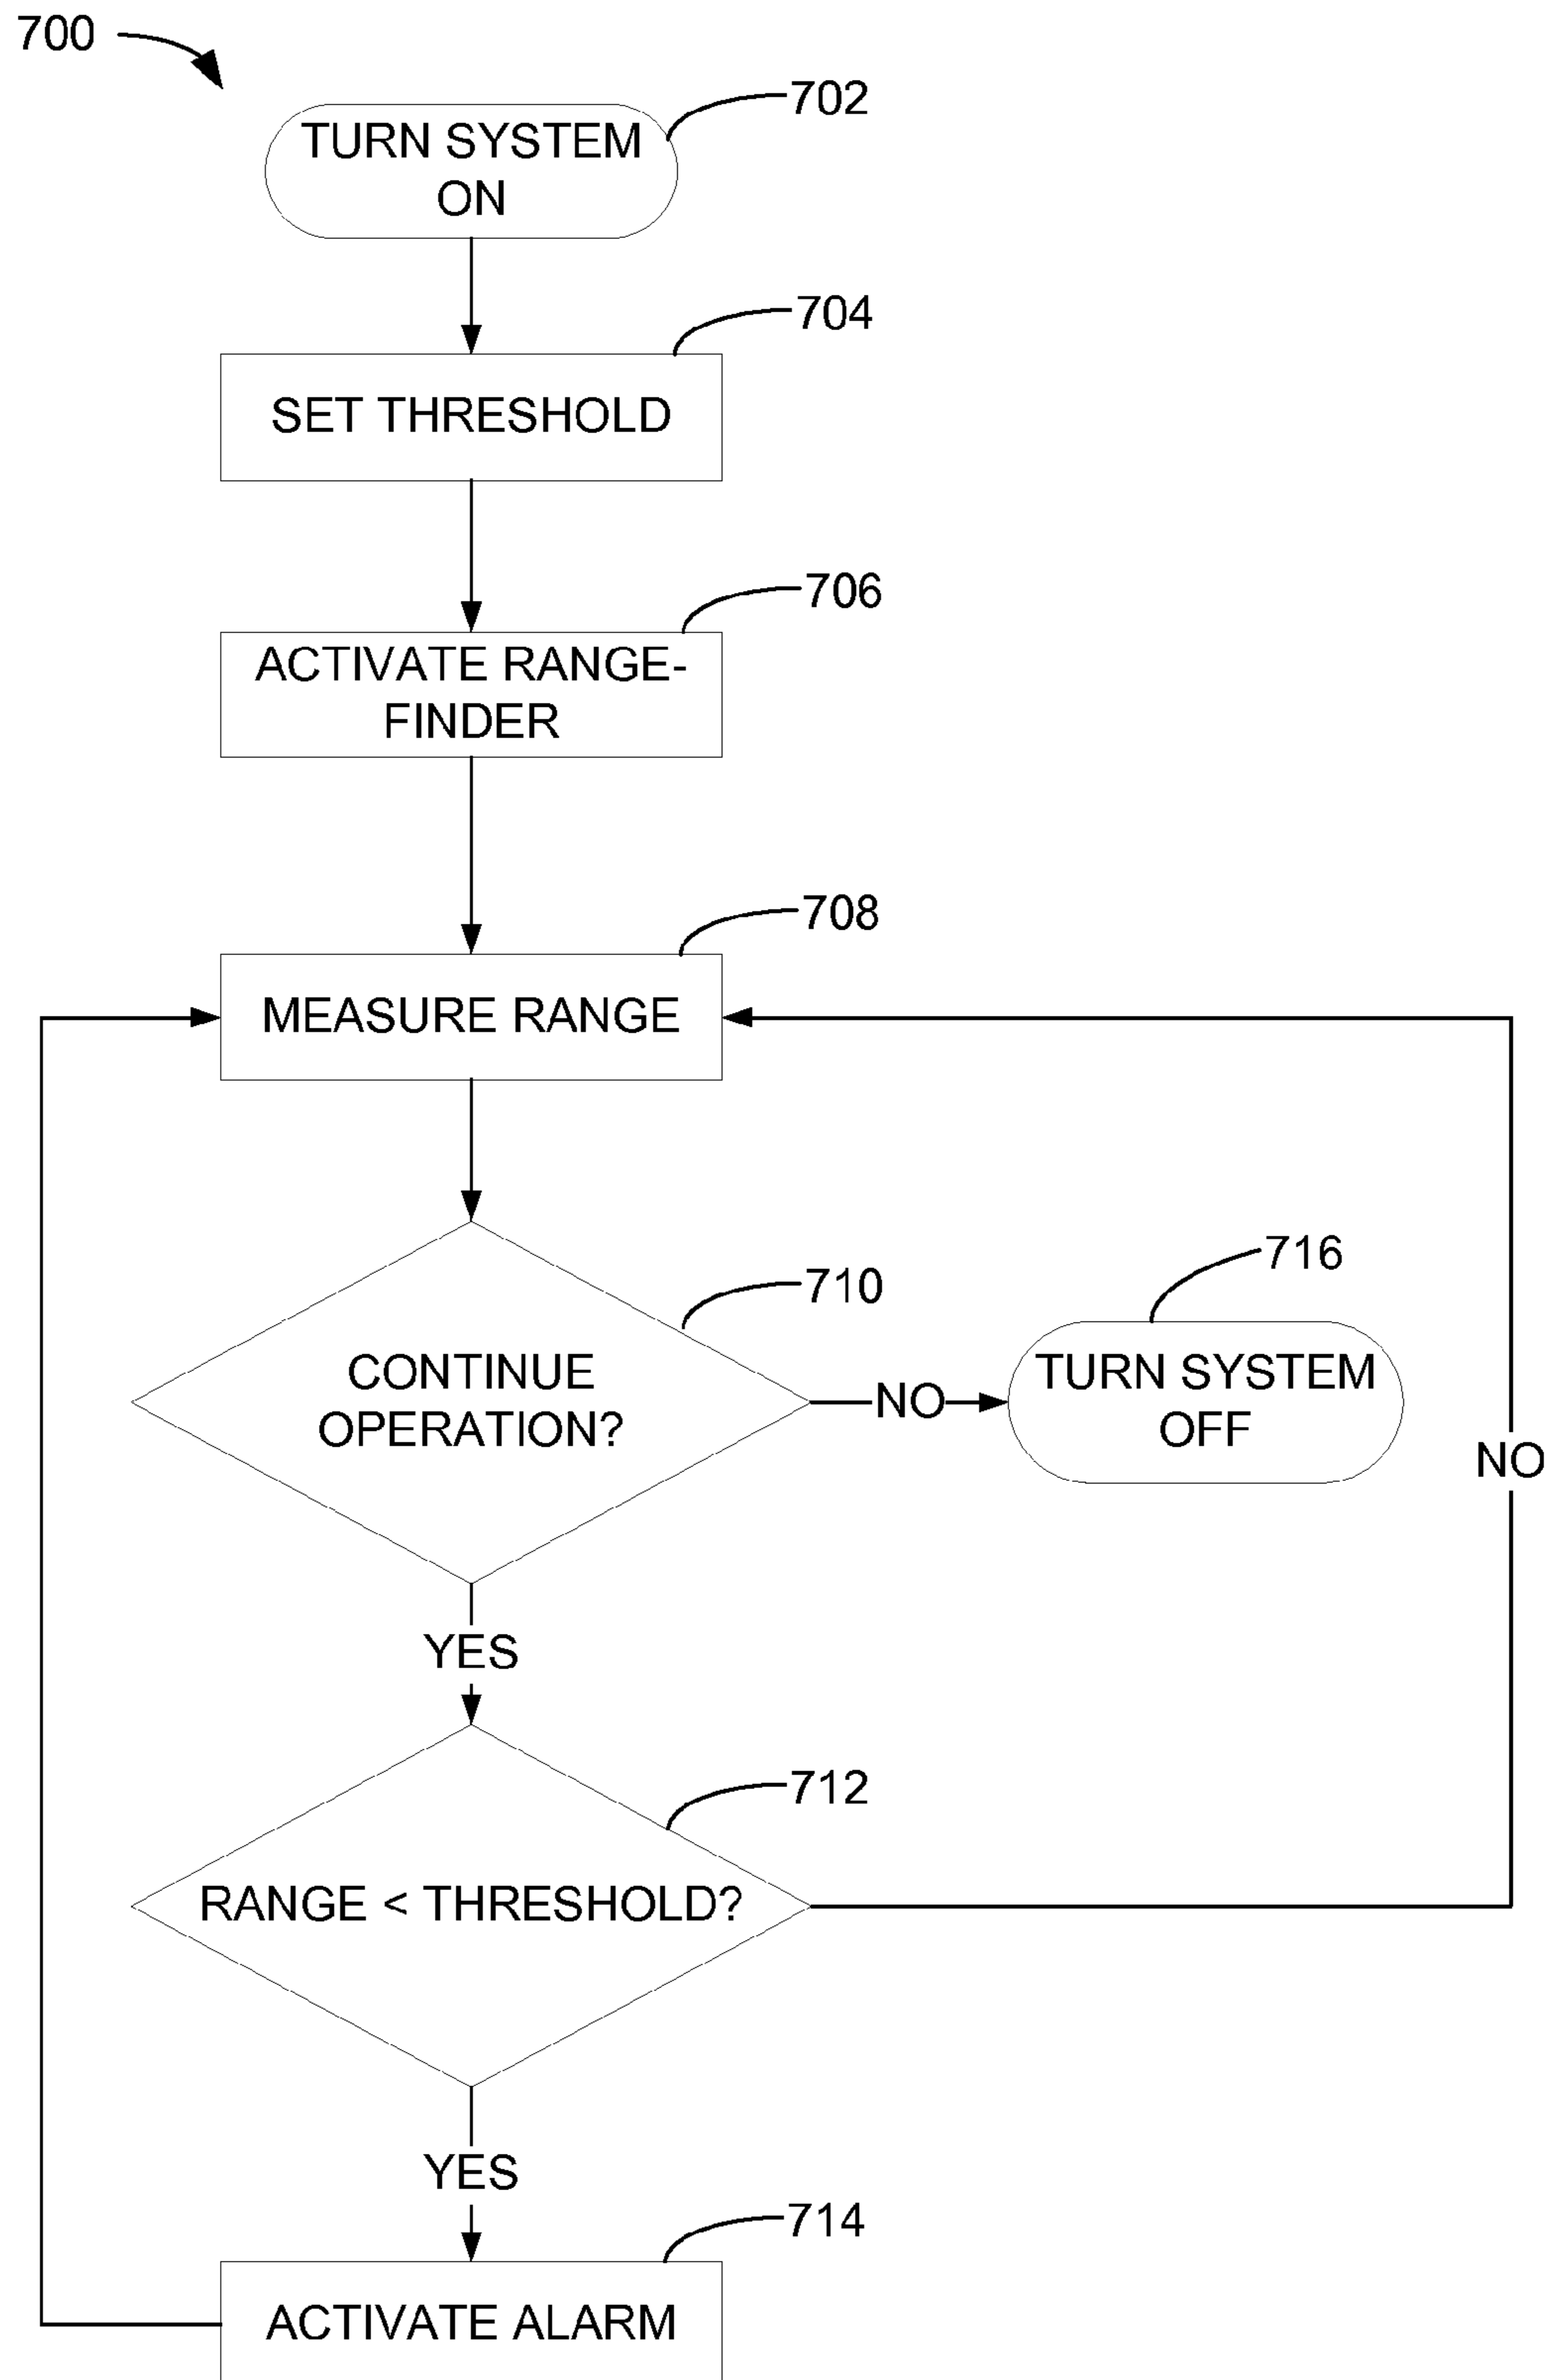 700
702
TURN SYSTEM
ON
704
SET THRESHOLD
706
ACTIVATE RANGE-
FINDER
708
MEASURE RANGE
710
CONTINUE
OPERATION?
NO
716
TURN SYSTEM
OFF
NO
YES
712
RANGE < THRESHOLD?
YES
714
ACTIVATE ALARM